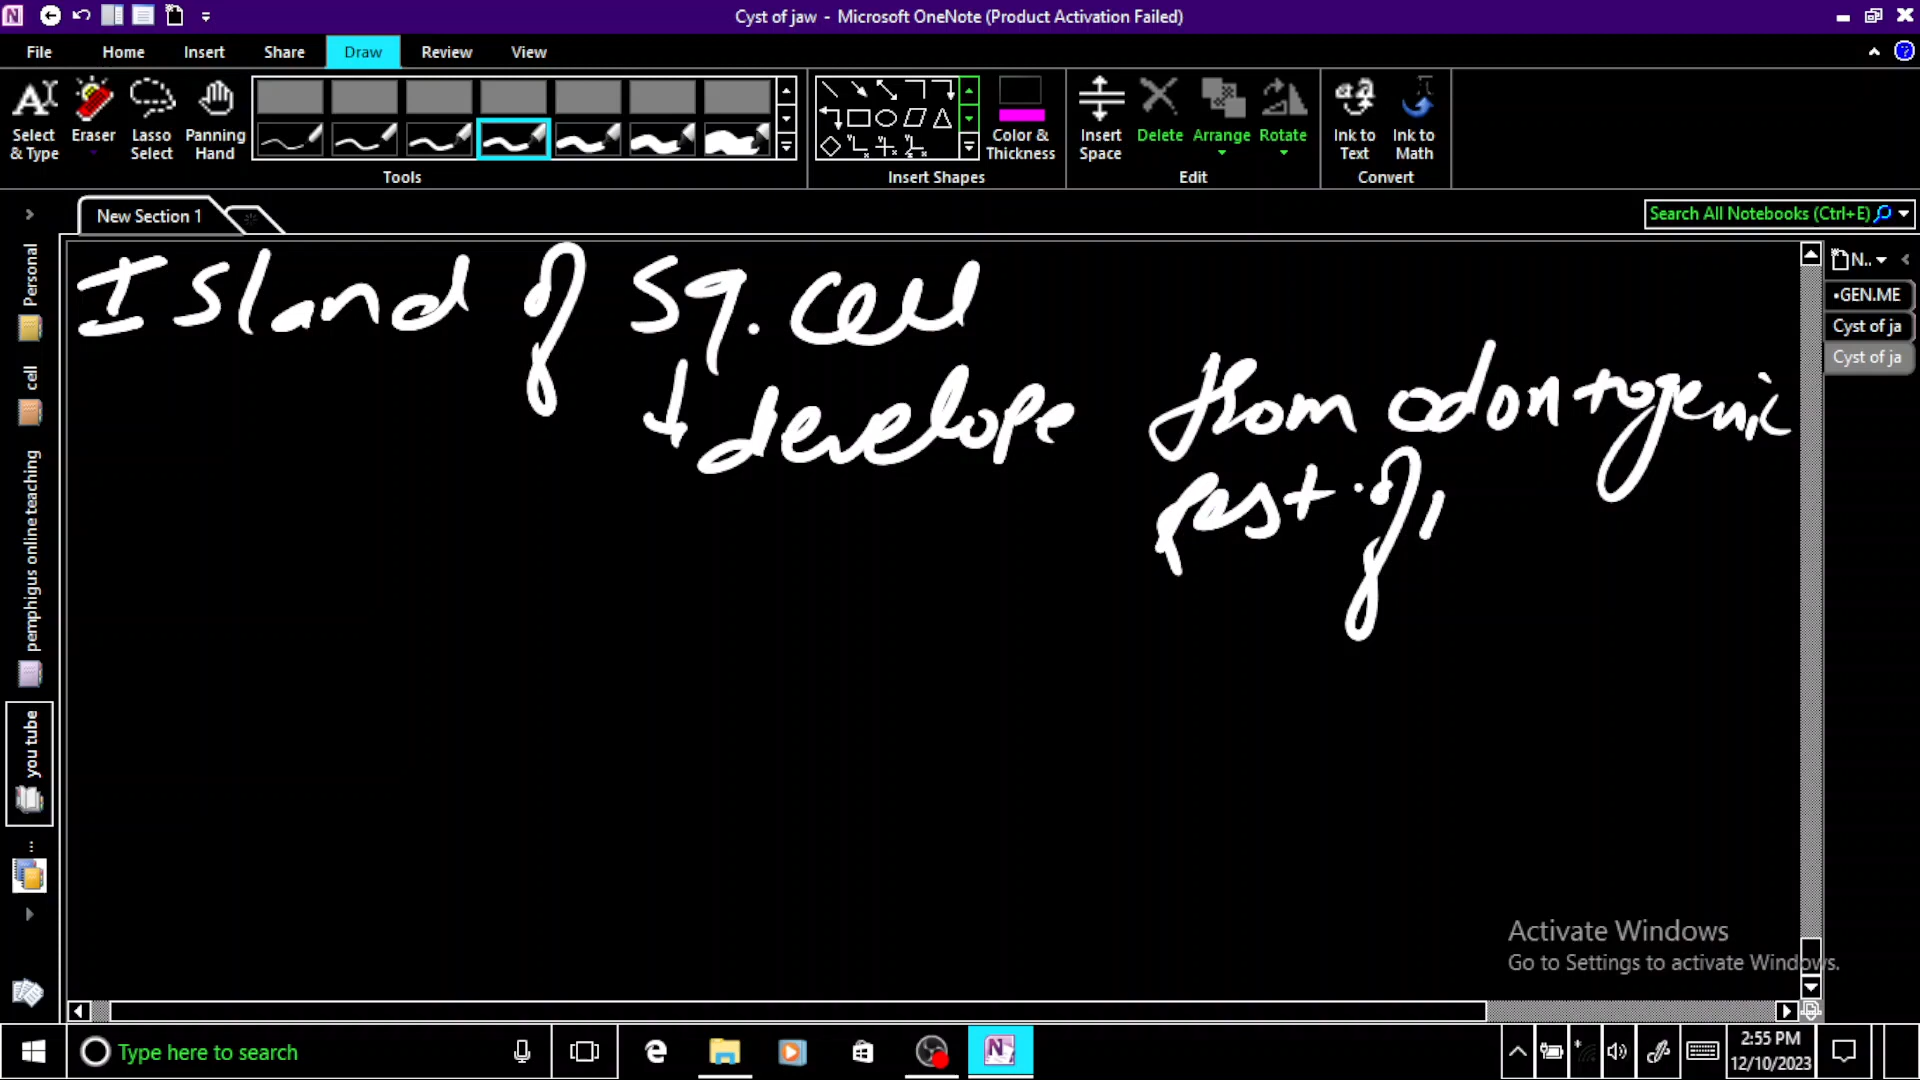 Cyst of jaw - Microsoft OneNote (Product Activation Failed)
File Home Insert Share Draw Review View
Select & Type
Eraser
Lasso Select
Panning Hand
Color & Thickness
Insert Space
Delete
Arrange
Rotate
Ink to Text
Ink to Math
Tools
Insert Shapes
Edit
Convert
New Section 1
Search All Notebooks (Ctrl+E)
Personal
cell
pemphigus online teaching
you tube
N..
•GEN.ME
Cyst of ja
Cyst of ja
Island of Sq. cell
↓ develope from odontogenic
rest of
Activate Windows
Go to Settings to activate Windows.
Type here to search
2:55 PM
12/10/2023